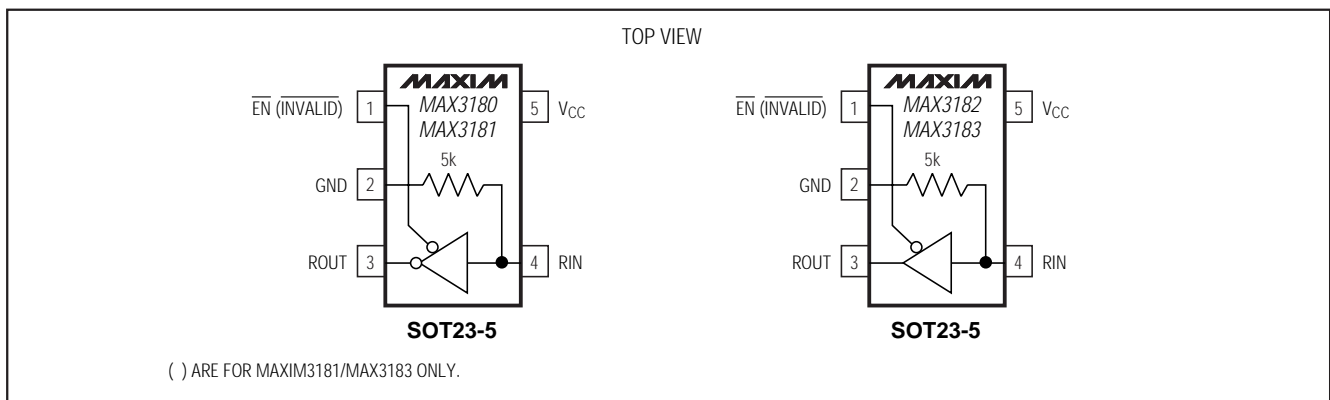 TOP VIEW
MAXIM
MAX3180
MAX3181
5k
EN (INVALID) 1
GND 2
ROUT 3
5 VCC
4 RIN
SOT23-5
MAXIM
MAX3182
MAX3183
5k
EN (INVALID) 1
GND 2
ROUT 3
5 VCC
4 RIN
SOT23-5
( ) ARE FOR MAXIM3181/MAX3183 ONLY.